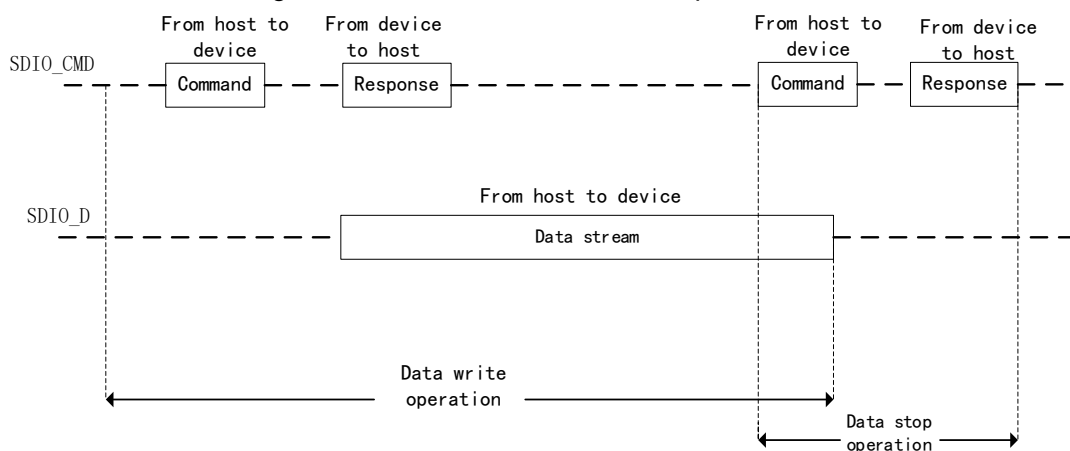 From host to
device
From device
to host
From host to
device
From device
to host
SDIO_CMD
Command
Response
Command
Response
From host to device
SDIO_D
Data stream
Data write
operation
Data stop
operation